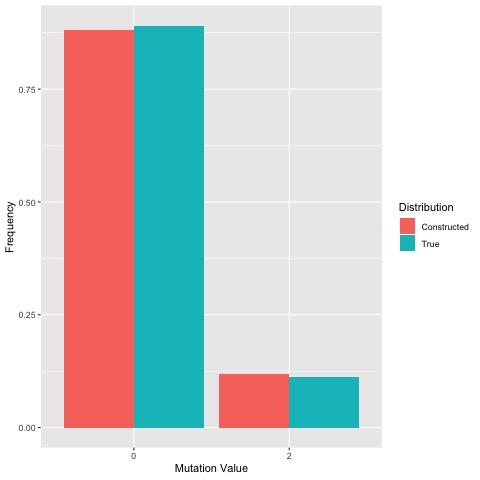 0.75
0.50
0.25
0.00
Frequency
0
2
Mutation Value
Distribution
Constructed
True